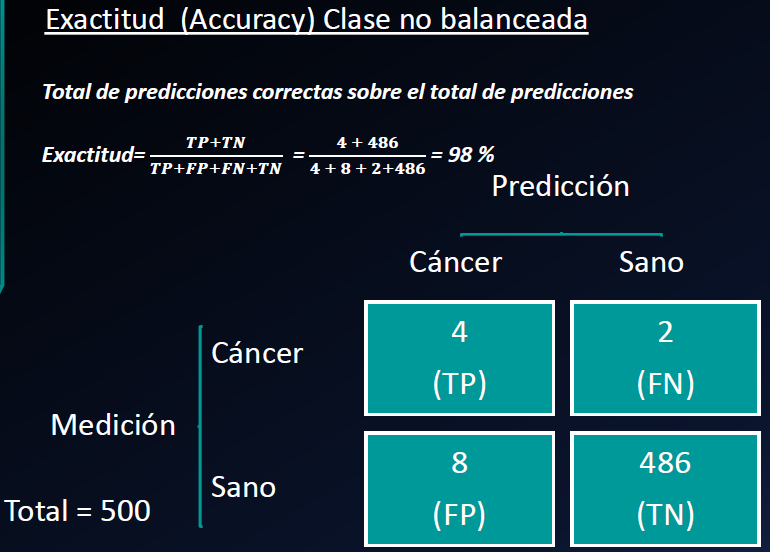 Exactitud (Accuracy) Clase no balanceada
Total de predicciones correctas sobre el total de predicciones
Exactitud= TP+TN / TP+FP+FN+TN = 4 + 486 / 4 + 8 + 2+486 = 98 %
Predicción
Cáncer Sano
Cáncer 4 (TP) 2 (FN)
Medición
Sano 8 (FP) 486 (TN)
Total = 500